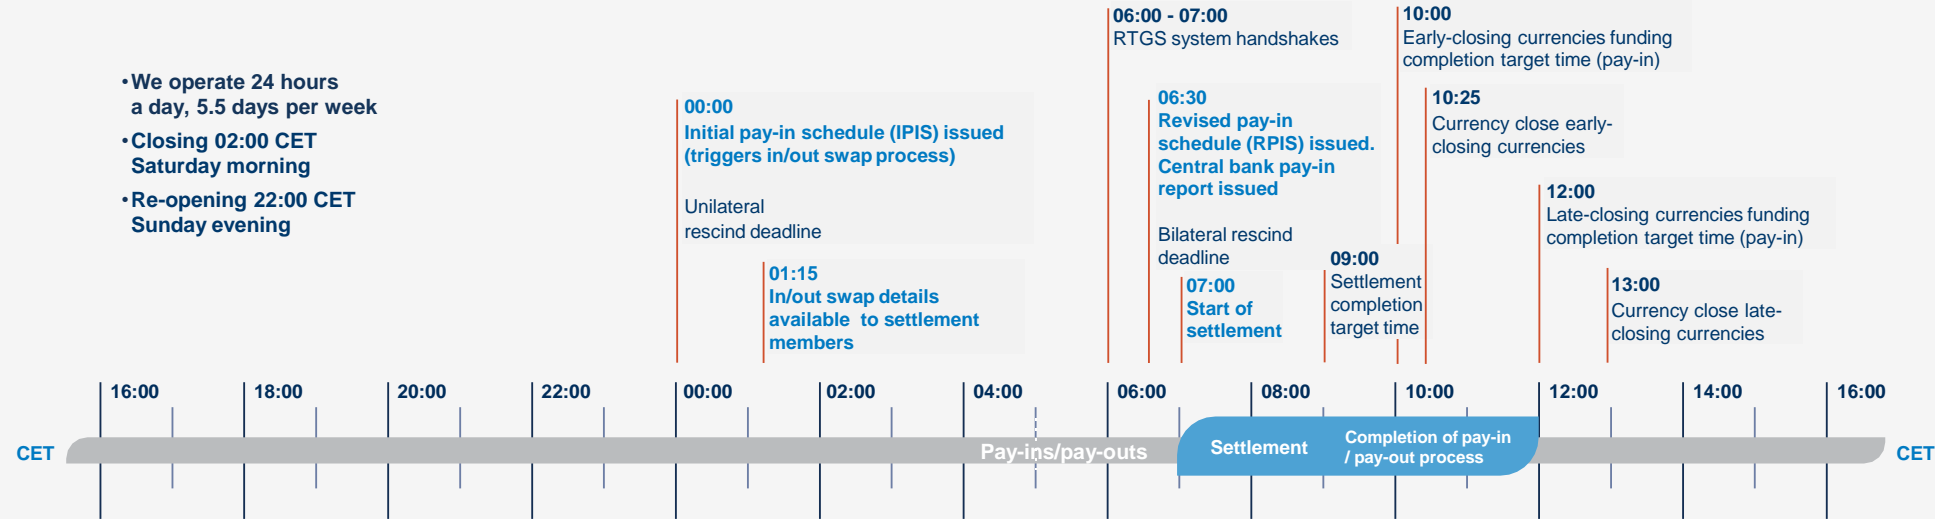 •We operate 24 hours
a day, 5.5 days per week
•Closing 02:00 CET
Saturday morning
•Re-opening 22:00 CET
Sunday evening
00:00
Initial pay-in schedule (IPIS) issued
(triggers in/out swap process)
Unilateral
rescind deadline
01:15
In/out swap details
available to settlement
members
06:00 - 07:00
RTGS system handshakes
06:30
Revised pay-in
schedule (RPIS) issued.
Central bank pay-in
report issued
Bilateral rescind
deadline
07:00
Start of
settlement
09:00
Settlement
completion
target time
10:00
Early-closing currencies funding
completion target time (pay-in)
10:25
Currency close early-
closing currencies
12:00
Late-closing currencies funding
completion target time (pay-in)
13:00
Currency close late-
closing currencies
16:00 18:00 20:00 22:00 00:00 02:00 04:00 06:00 08:00 10:00 12:00 14:00 16:00
CET
Pay-ins/pay-outs
Settlement
Completion of pay-in
/ pay-out process
CET